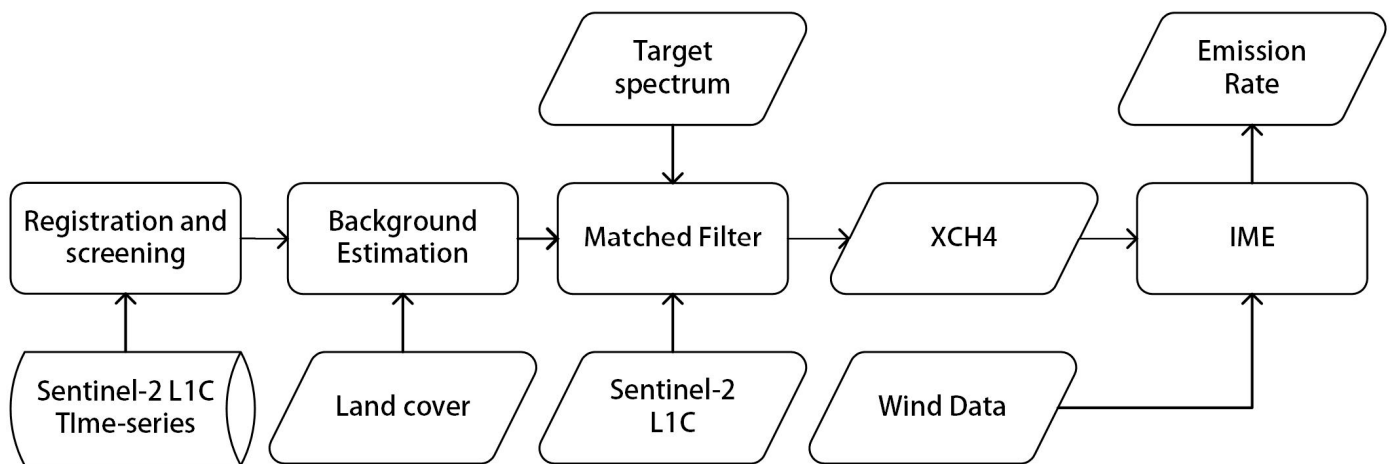 Target
spectrum
Emission
Rate
Registration and
screening
Background
Estimation
Matched Filter
XCH4
IME
Sentinel-2 L1C
TIme-series
Land cover
Sentinel-2
L1C
Wind Data